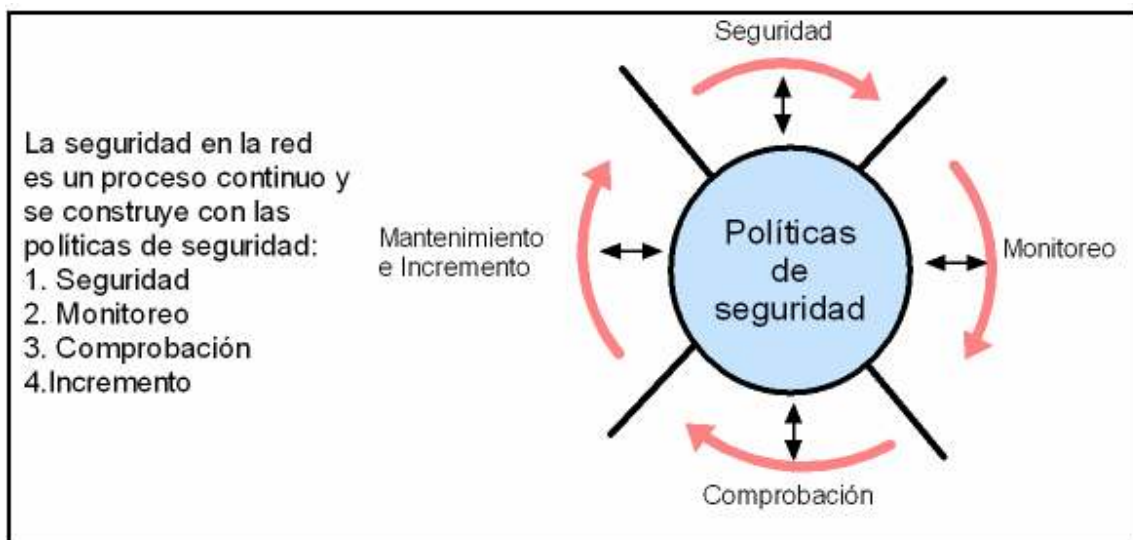 La seguridad en la red
es un proceso continuo y
se construye con las
políticas de seguridad:
1. Seguridad
2. Monitoreo
3. Comprobación
4.Incremento
Seguridad
Mantenimiento
e Incremento
Políticas
de
seguridad
Monitoreo
Comprobación